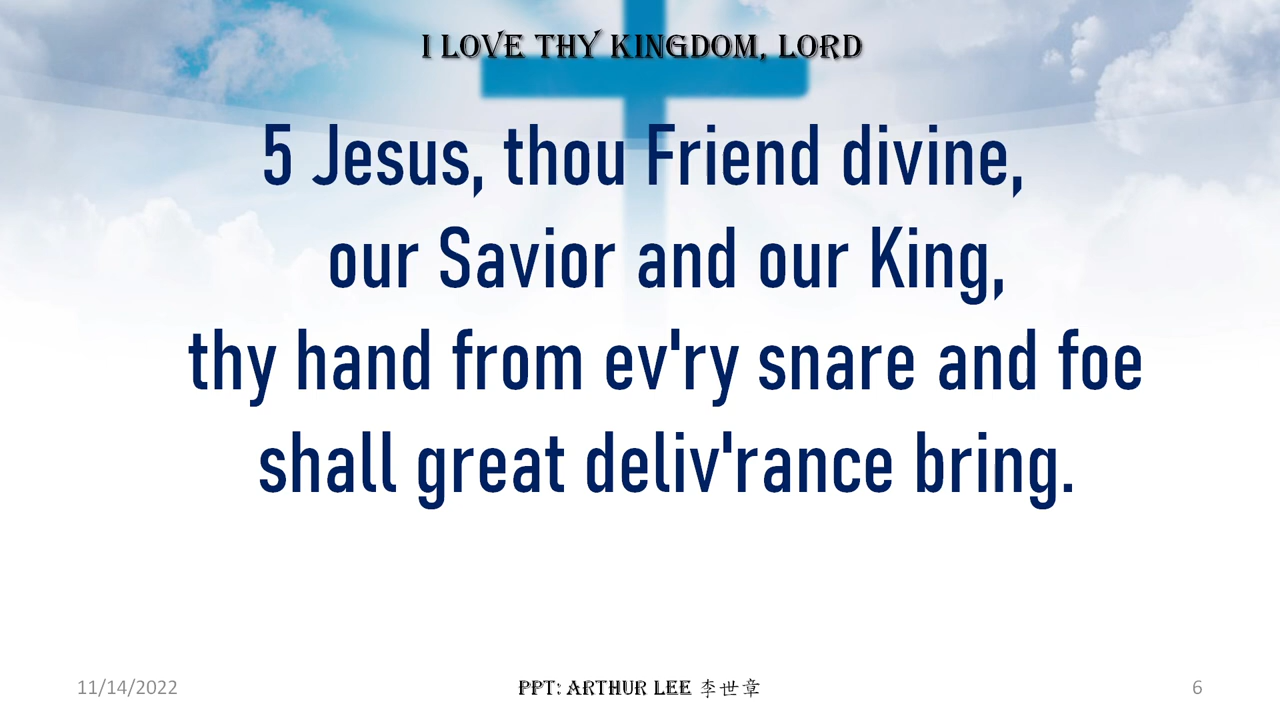 I LOVE THY KINGDOM, LORD
5 Jesus, thou Friend divine,
our Savior and our King,
thy hand from ev'ry snare and foe
shall great deliv'rance bring.
11/14/2022
PPT: ARTHUR LEE 李世章
6